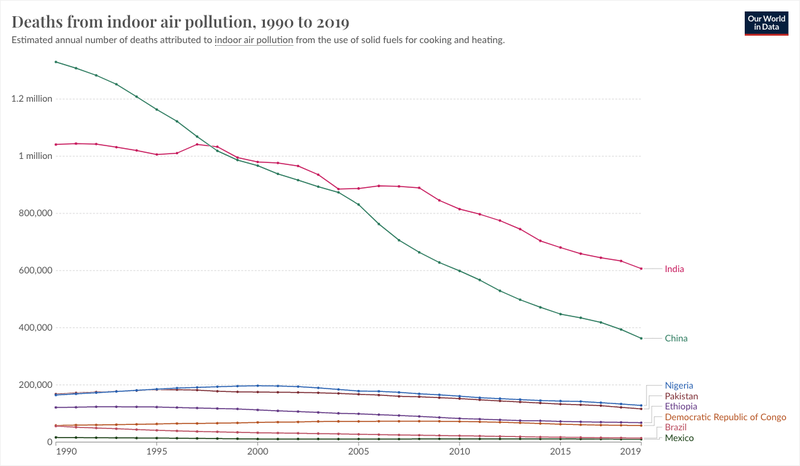 Deaths from indoor air pollution, 1990 to 2019
Estimated annual number of deaths attributed to indoor air pollution from the use of solid fuels for cooking and heating.
Our World
in Data
1.2 million
1 million
800,000
600,000
400,000
200,000
0
1990
1995
2000
2005
2010
2015
2019
India
China
Nigeria
Pakistan
Ethiopia
Democratic Republic of Congo
Brazil
Mexico